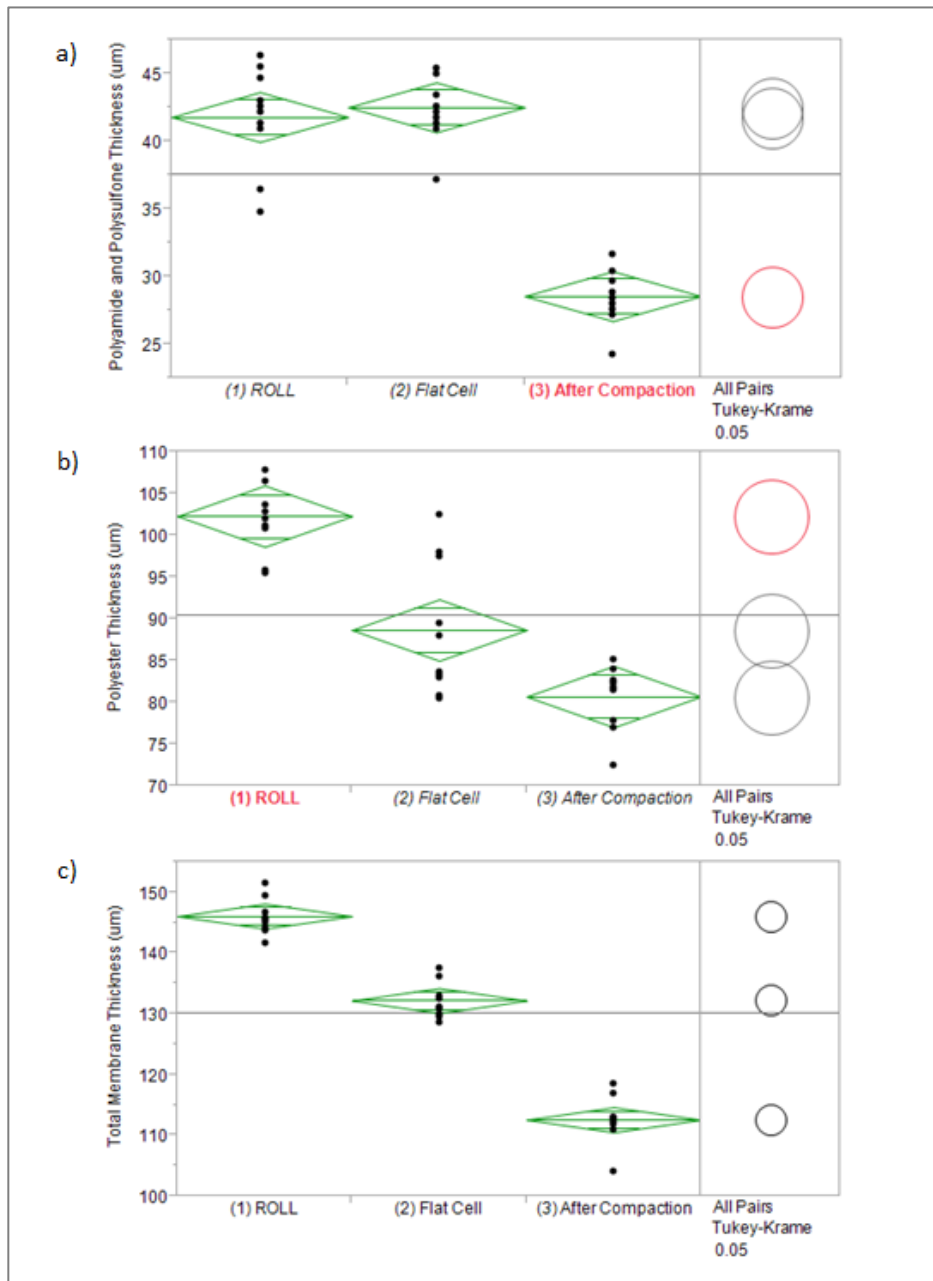 a)
Polyamide and Polysulfone Thickness (um)
45
40
35
30
25
(1) ROLL
(2) Flat Cell
(3) After Compaction
All Pairs
Tukey-Krame
0.05
b)
Polyester Thickness (um)
110
105
100
95
90
85
80
75
70
(1) ROLL
(2) Flat Cell
(3) After Compaction
All Pairs
Tukey-Krame
0.05
c)
Total Membrane Thickness (um)
150
140
130
120
110
100
(1) ROLL
(2) Flat Cell
(3) After Compaction
All Pairs
Tukey-Krame
0.05